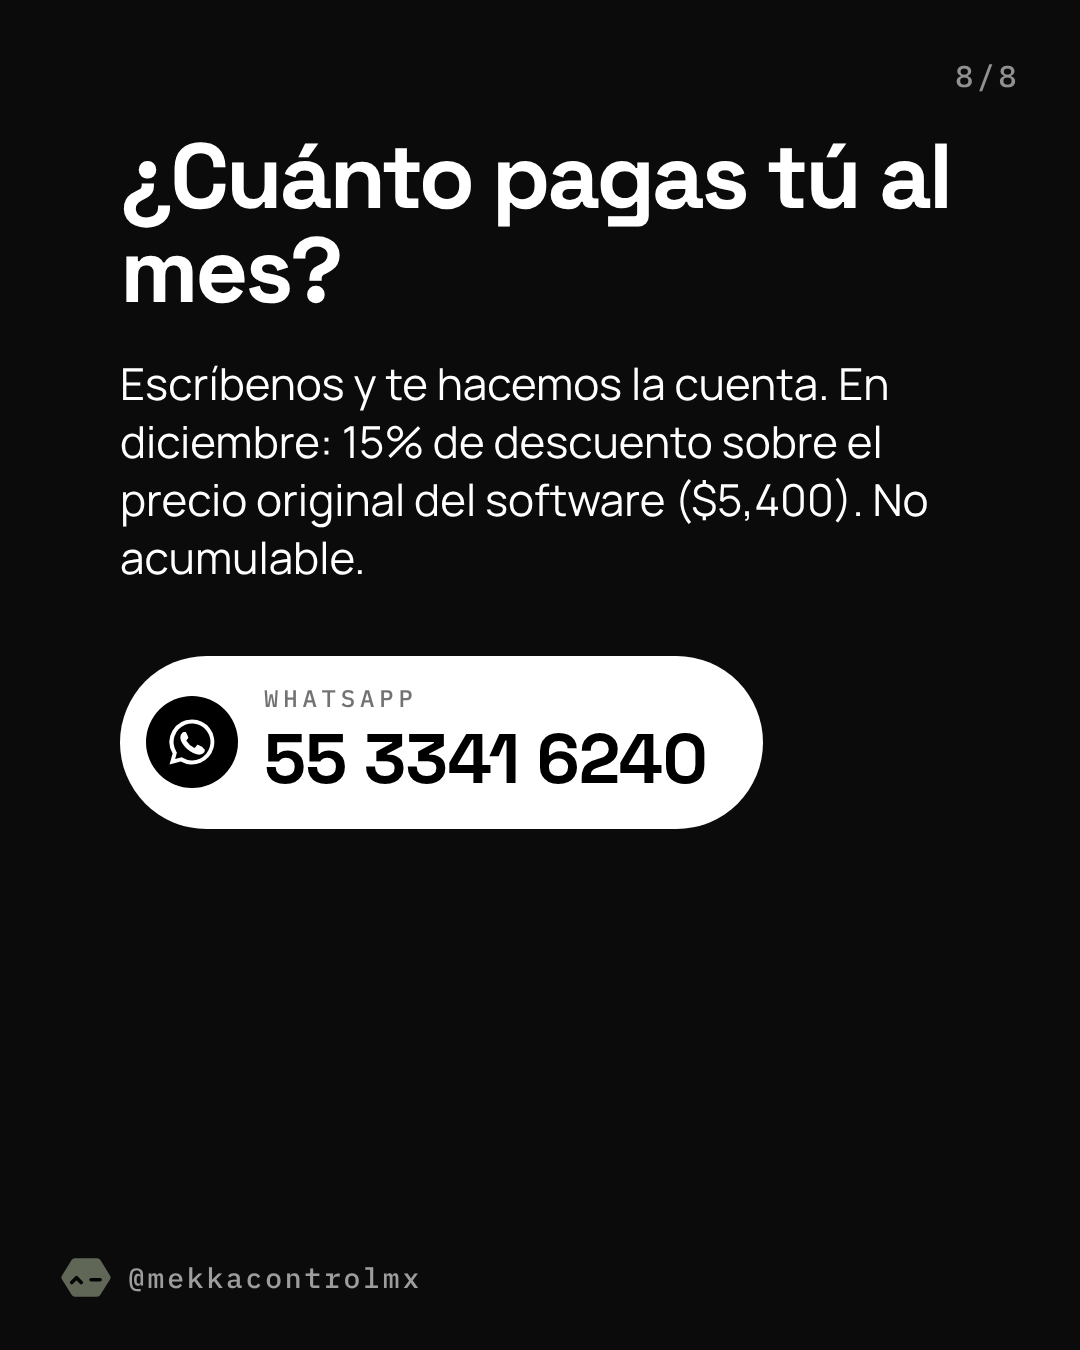 8/8
¿Cuánto pagas tú al
mes?
Escríbenos y te hacemos la cuenta. En
diciembre: 15% de descuento sobre el
precio original del software ($5,400). No
acumulable.
WHATSAPP
55 3341 6240
@mekkacontrolmx